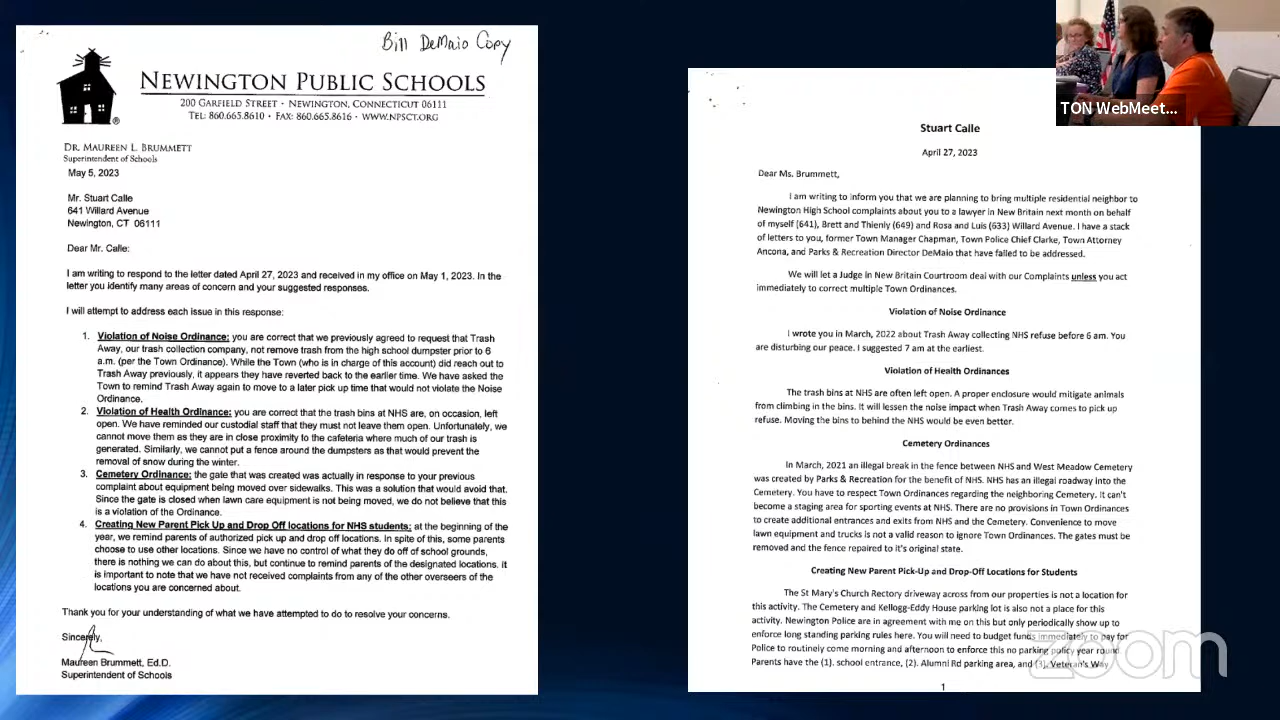 Bill DeMaio Copy
NEWINGTON PUBLIC SCHOOLS
200 GARFIELD STREET • NEWINGTON, CONNECTICUT 06111
TEL: 860.665.8610 • FAX: 860.665.8616 • WWW.NPSCT.ORG
DR. MAUREEN L. BRUMMETT
Superintendent of Schools
May 5, 2023
Mr. Stuart Calle
641 Willard Avenue
Newington, CT 06111
Dear Mr. Calle:
I am writing to respond to the letter dated April 27, 2023 and received in my office on May 1, 2023. In the
letter you identify many areas of concern and your suggested responses.
I will attempt to address each issue in this response:
1. Violation of Noise Ordinance: you are correct that we previously agreed to request that Trash
Away, our trash collection company, not remove trash from the high school dumpster prior to 6
a.m. (per the Town Ordinance). While the Town (who is in charge of this account) did reach out to
Trash Away previously, it appears they have reverted back to the earlier time. We have asked the
Town to remind Trash Away again to move to a later pick up time that would not violate the Noise
Ordinance.
2. Violation of Health Ordinance: you are correct that the trash bins at NHS are, on occasion, left
open. We have reminded our custodial staff that they must not leave them open. Unfortunately, we
cannot move them as they are in close proximity to the cafeteria where much of our trash is
generated. Similarly, we cannot put a fence around the dumpsters as that would prevent the
removal of snow during the winter.
3. Cemetery Ordinance: the gate that was created was actually in response to your previous
complaint about equipment being moved over sidewalks. This was a solution that would avoid that.
Since the gate is closed when lawn care equipment is not being moved, we do not believe that this
is a violation of the Ordinance.
4. Creating New Parent Pick Up and Drop Off locations for NHS students: at the beginning of the
year, we remind parents of authorized pick up and drop off locations. In spite of this, some parents
choose to use other locations. Since we have no control of what they do off of school grounds,
there is nothing we can do about this, but continue to remind parents of the designated locations. It
is important to note that we have not received complaints from any of the other overseers of the
locations you are concerned about.
Thank you for your understanding of what we have attempted to do to resolve your concerns.
Sincerely,
Maureen Brummett, Ed.D.
Superintendent of Schools
TON WebMeet...
Stuart Calle
April 27, 2023
Dear Ms. Brummett,
I am writing to inform you that we are planning to bring multiple residential neighbor to
Newington High School complaints about you to a lawyer in New Britain next month on behalf
of myself (641), Brett and Thienly (649) and Rosa and Luis (633) Willard Avenue. I have a stack
of letters to you, former Town Manager Chapman, Town Police Chief Clarke, Town Attorney
Ancona, and Parks & Recreation Director DeMaio that have failed to be addressed.
We will let a Judge in New Britain Courtroom deal with our Complaints unless you act
immediately to correct multiple Town Ordinances.
Violation of Noise Ordinance
I wrote you in March, 2022 about Trash Away collecting NHS refuse before 6 am. You
are disturbing our peace. I suggested 7 am at the earliest.
Violation of Health Ordinances
The trash bins at NHS are often left open. A proper enclosure would mitigate animals
from climbing in the bins. It will lessen the noise impact when Trash Away comes to pick up
refuse. Moving the bins to behind the NHS would be even better.
Cemetery Ordinances
In March, 2021 an illegal break in the fence between NHS and West Meadow Cemetery
was created by Parks & Recreation for the benefit of NHS. NHS has an illegal roadway into the
Cemetery. You have to respect Town Ordinances regarding the neighboring Cemetery. It can't
become a staging area for sporting events at NHS. There are no provisions in Town Ordinances
to create additional entrances and exits from NHS and the Cemetery. Convenience to move
lawn equipment and trucks is not a valid reason to ignore Town Ordinances. The gates must be
removed and the fence repaired to it's original state.
Creating New Parent Pick-Up and Drop-Off Locations for Students
The St Mary's Church Rectory driveway across from our properties is not a location for
this activity. The Cemetery and Kellogg-Eddy House parking lot is also not a place for this
activity. Newington Police are in agreement with me on this but only periodically show up to
enforce long standing parking rules here. You will need to budget funds immediately to pay for
Police to routinely come morning and afternoon to enforce this no parking policy year round.
Parents have the (1). school entrance, (2). Alumni Rd parking area, and (3). Veteran's Way
1
zoom